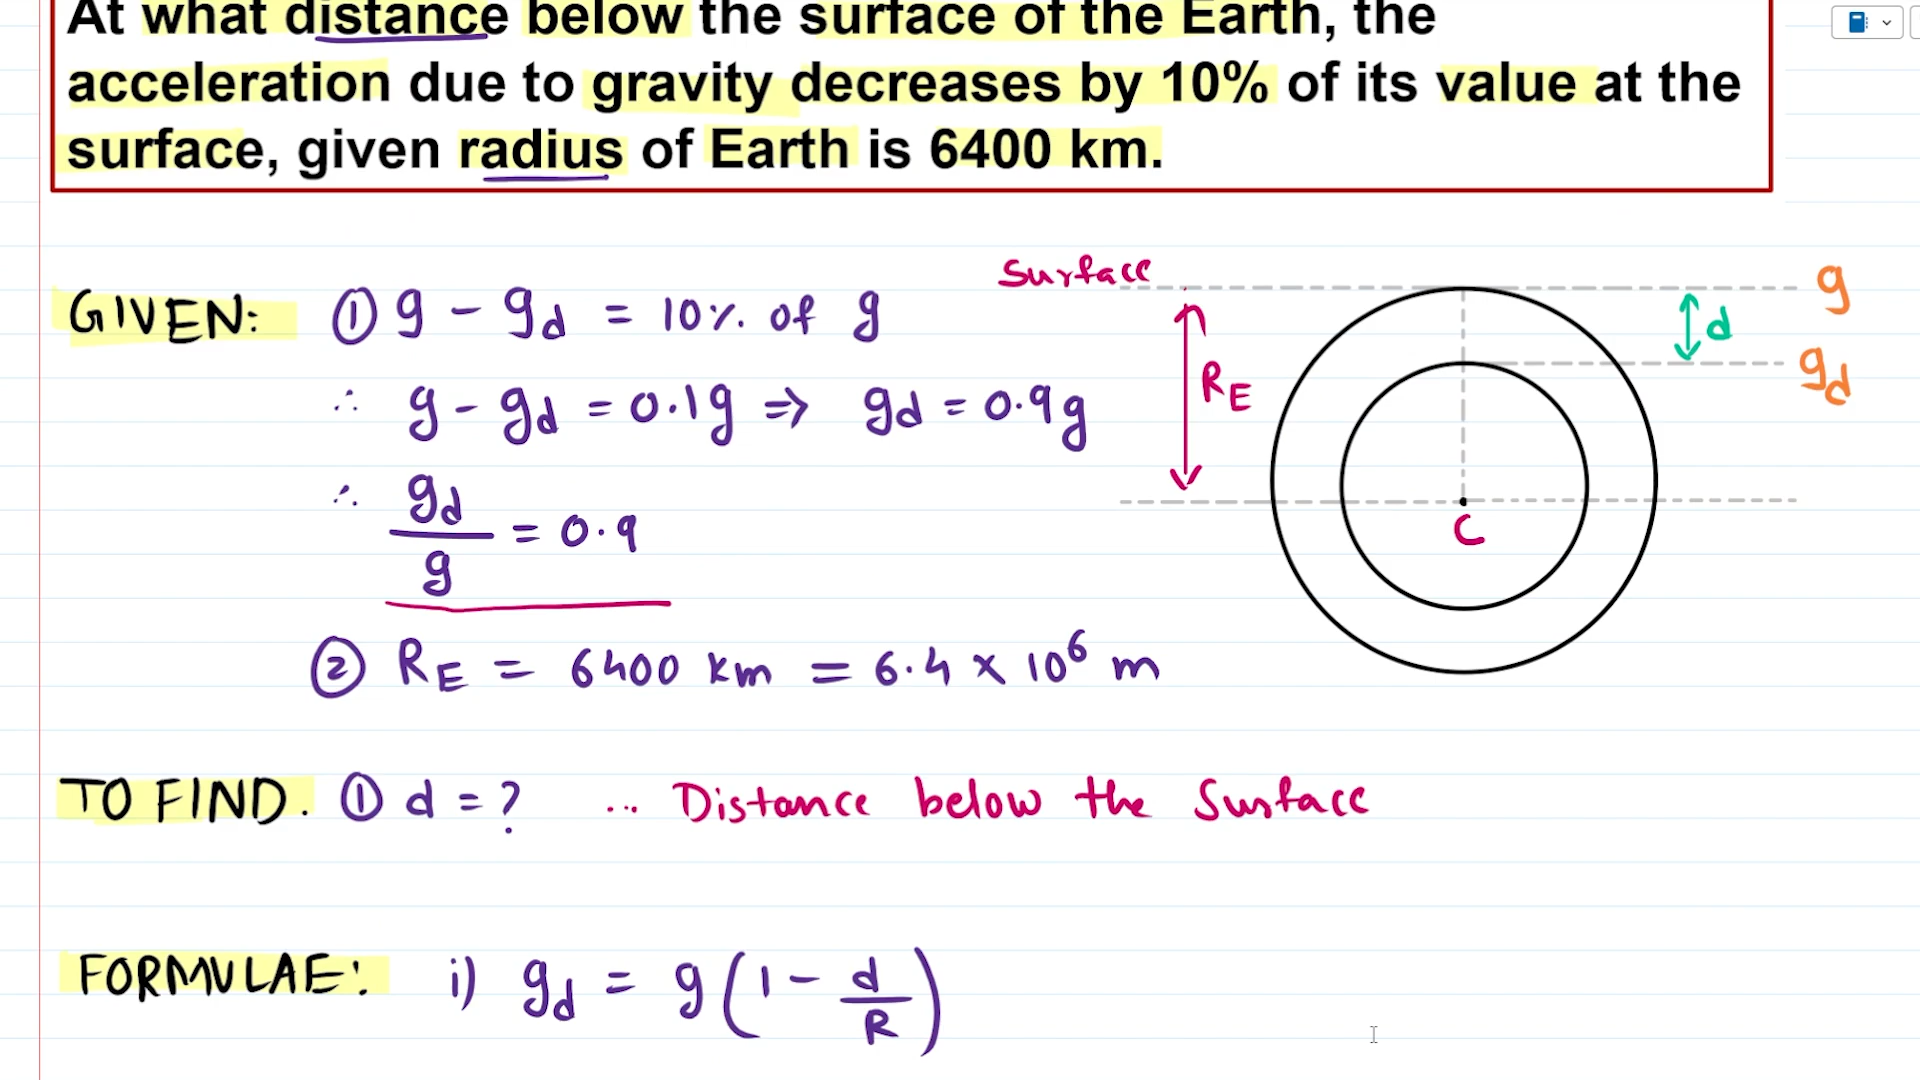 At what distance below the surface of the Earth, the
acceleration due to gravity decreases by 10% of its value at the
surface, given radius of Earth is 6400 km.
Surface
g
GIVEN: ① g - gd = 10% of g
d
RE
gd
∴ g - gd = 0.1g ⇒ gd = 0.9g
∴ gd/g = 0.9
C
② RE = 6400 km = 6.4 × 10⁶ m
TO FIND. ① d = ? ... Distance below the Surface
FORMULAE: i) gd = g(1 - d/R)